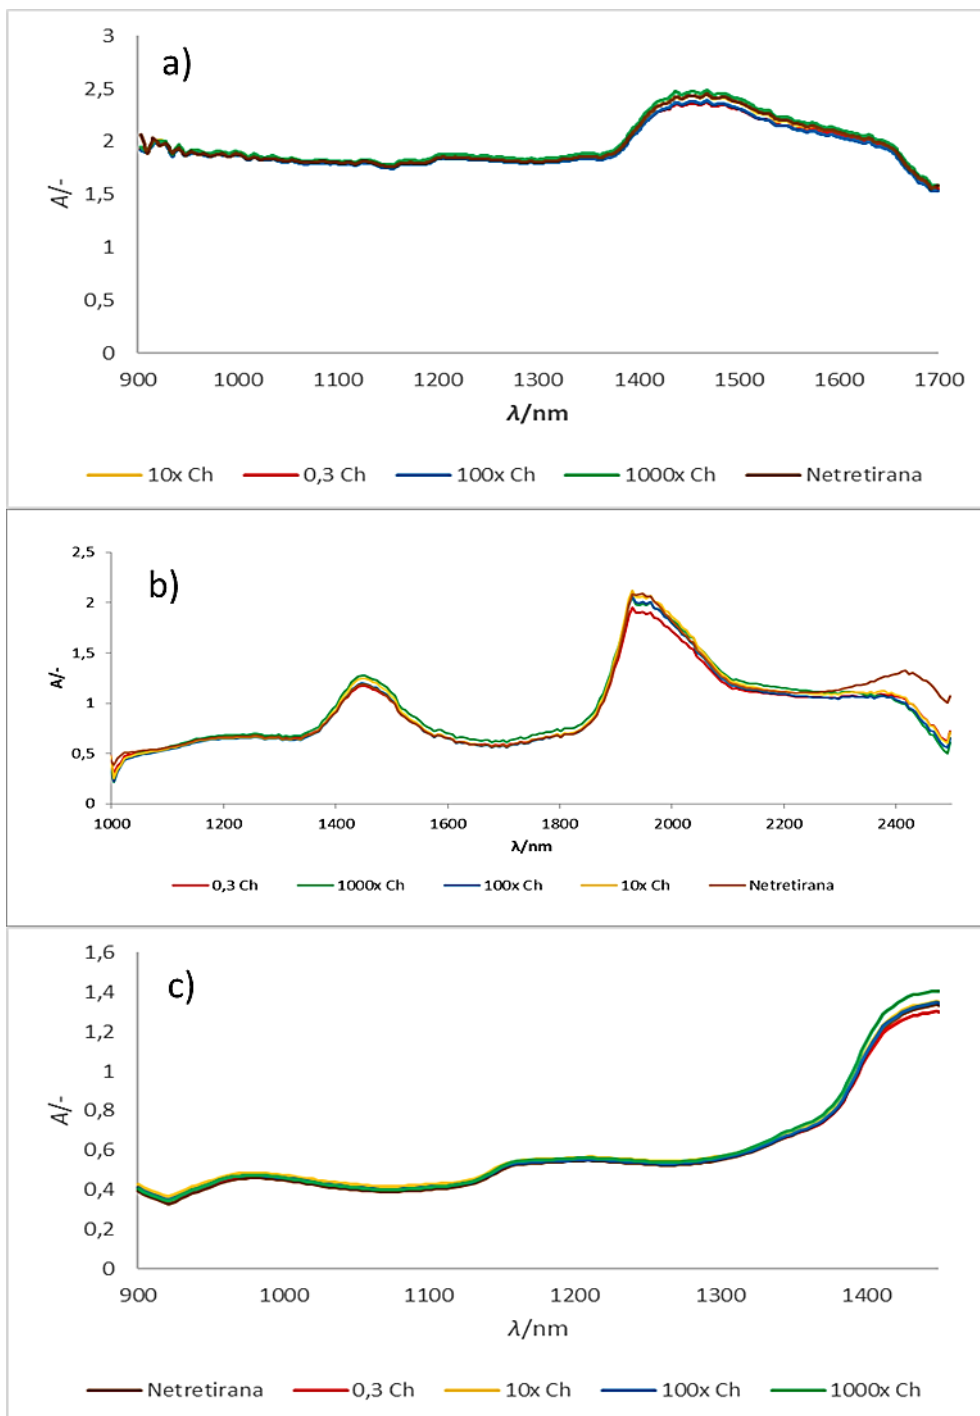 a)
3
2,5
2
1,5
1
0,5
0
A/-
900 1000 1100 1200 1300 1400 1500 1600 1700
λ/nm
10x Ch 0,3 Ch 100x Ch 1000x Ch Netretirana
b)
2,5
2
1,5
1
0,5
0
A/-
1000 1200 1400 1600 1800 2000 2200 2400
λ/nm
0,3 Ch 1000x Ch 100x Ch 10x Ch Netretirana
c)
1,6
1,4
1,2
1
0,8
0,6
0,4
0,2
0
A/-
900 1000 1100 1200 1300 1400
λ/nm
Netretirana 0,3 Ch 10x Ch 100x Ch 1000x Ch